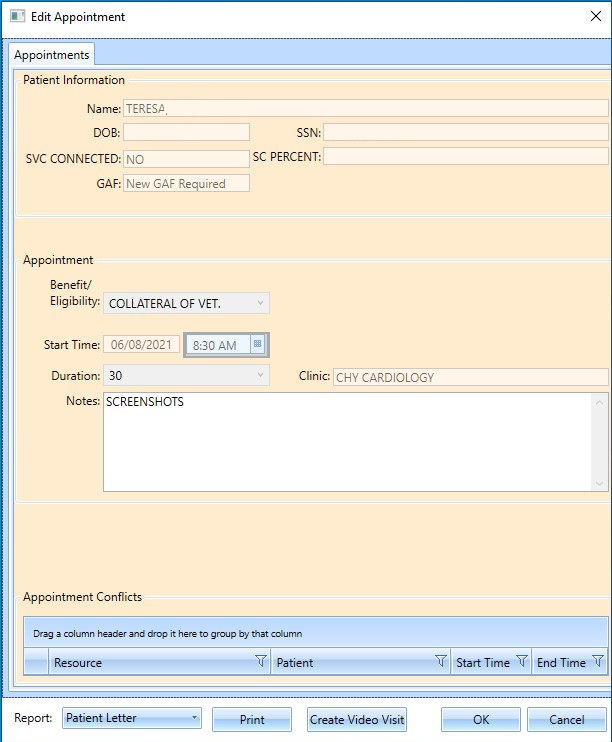 Edit Appointment
Appointments
Patient Information
Name: TERESA,
DOB: SSN:
SVC CONNECTED: NO SC PERCENT:
GAF: New GAF Required
Appointment
Benefit/
Eligibility: COLLATERAL OF VET.
Start Time: 06/08/2021 8:30 AM
Duration: 30 Clinic: CHY CARDIOLOGY
Notes: SCREENSHOTS
Appointment Conflicts
Drag a column header and drop it here to group by that column
Resource Patient Start Time End Time
Report: Patient Letter Print Create Video Visit OK Cancel